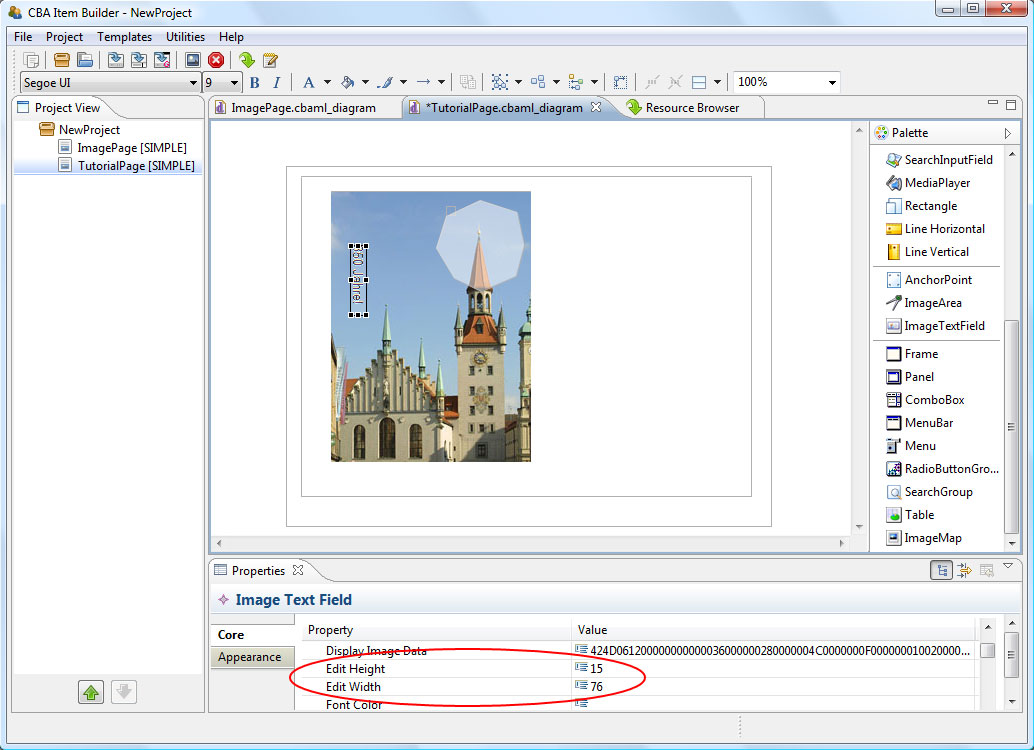 CBA Item Builder - NewProject
File Project Templates Utilities Help
Segoe UI 9 B I A 100%
Project View
NewProject
ImagePage [SIMPLE]
TutorialPage [SIMPLE]
ImagePage.cbaml_diagram *TutorialPage.cbaml_diagram Resource Browser
850 Jahre!
Palette
SearchInputField
MediaPlayer
Rectangle
Line Horizontal
Line Vertical
AnchorPoint
ImageArea
ImageTextField
Frame
Panel
ComboBox
MenuBar
Menu
RadioButtonGro...
SearchGroup
Table
ImageMap
Properties
Image Text Field
Core
Appearance
Property Value
Display Image Data 424D061200000000000036000000280000004C0000000F000000010020000...
Edit Height 15
Edit Width 76
Font Color